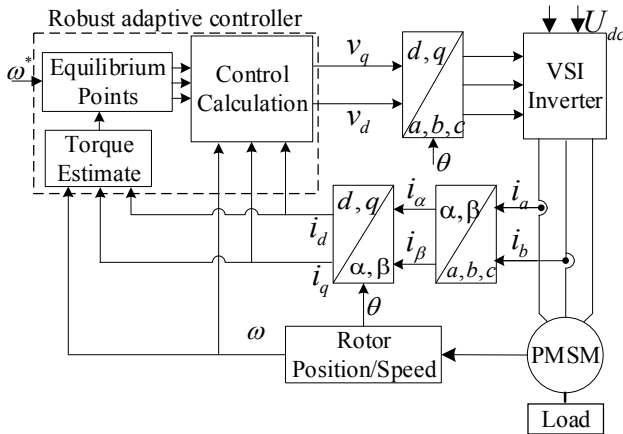 Robust adaptive controller
U_dc
ω*
Equilibrium
Points
Control
Calculation
v_q
v_d
d,q
a,b,c
VSI
Inverter
θ
Torque
Estimate
i_d
i_q
d,q
α,β
i_α
i_β
α,β
a,b,c
i_a
i_b
θ
ω
Rotor
Position/Speed
PMSM
Load